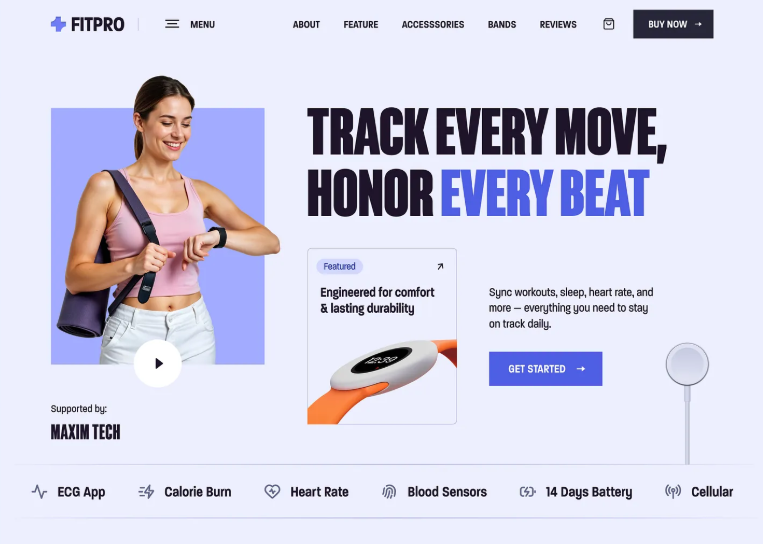 FITPRO
MENU
ABOUT
FEATURE
ACCESSSORIES
BANDS
REVIEWS
BUY NOW
TRACK EVERY MOVE,
HONOR EVERY BEAT
Featured
Engineered for comfort
& lasting durability
12:39
Sync workouts, sleep, heart rate, and
more — everything you need to stay
on track daily.
GET STARTED
Supported by:
MAXIM TECH
ECG App
Calorie Burn
Heart Rate
Blood Sensors
14 Days Battery
Cellular